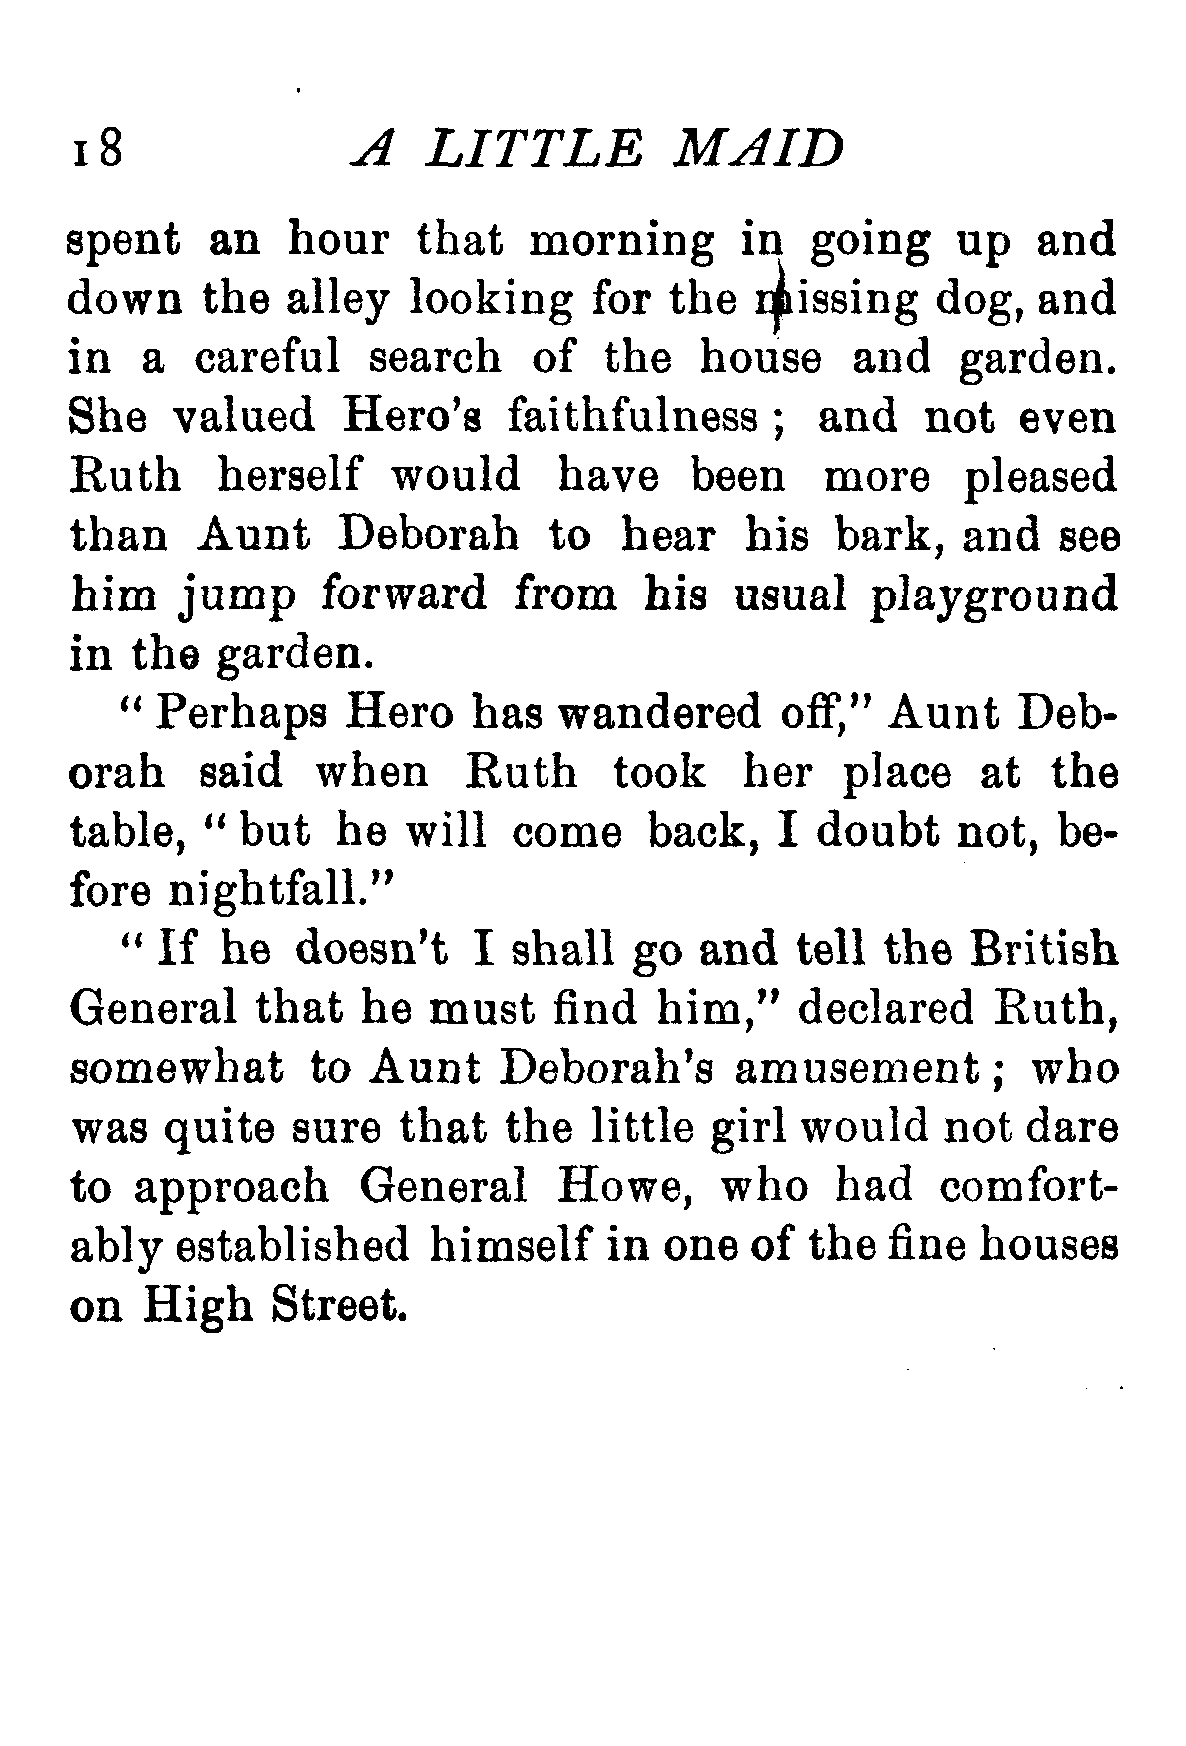 18 A LITTLE MAID
spent an hour that morning in going up and
down the alley looking for the missing dog, and
in a careful search of the house and garden.
She valued Hero's faithfulness ; and not even
Ruth herself would have been more pleased
than Aunt Deborah to hear his bark, and see
him jump forward from his usual playground
in the garden.
" Perhaps Hero has wandered off," Aunt Deb-
orah said when Ruth took her place at the
table, " but he will come back, I doubt not, be-
fore nightfall."
" If he doesn't I shall go and tell the British
General that he must find him," declared Ruth,
somewhat to Aunt Deborah's amusement ; who
was quite sure that the little girl would not dare
to approach General Howe, who had comfort-
ably established himself in one of the fine houses
on High Street.